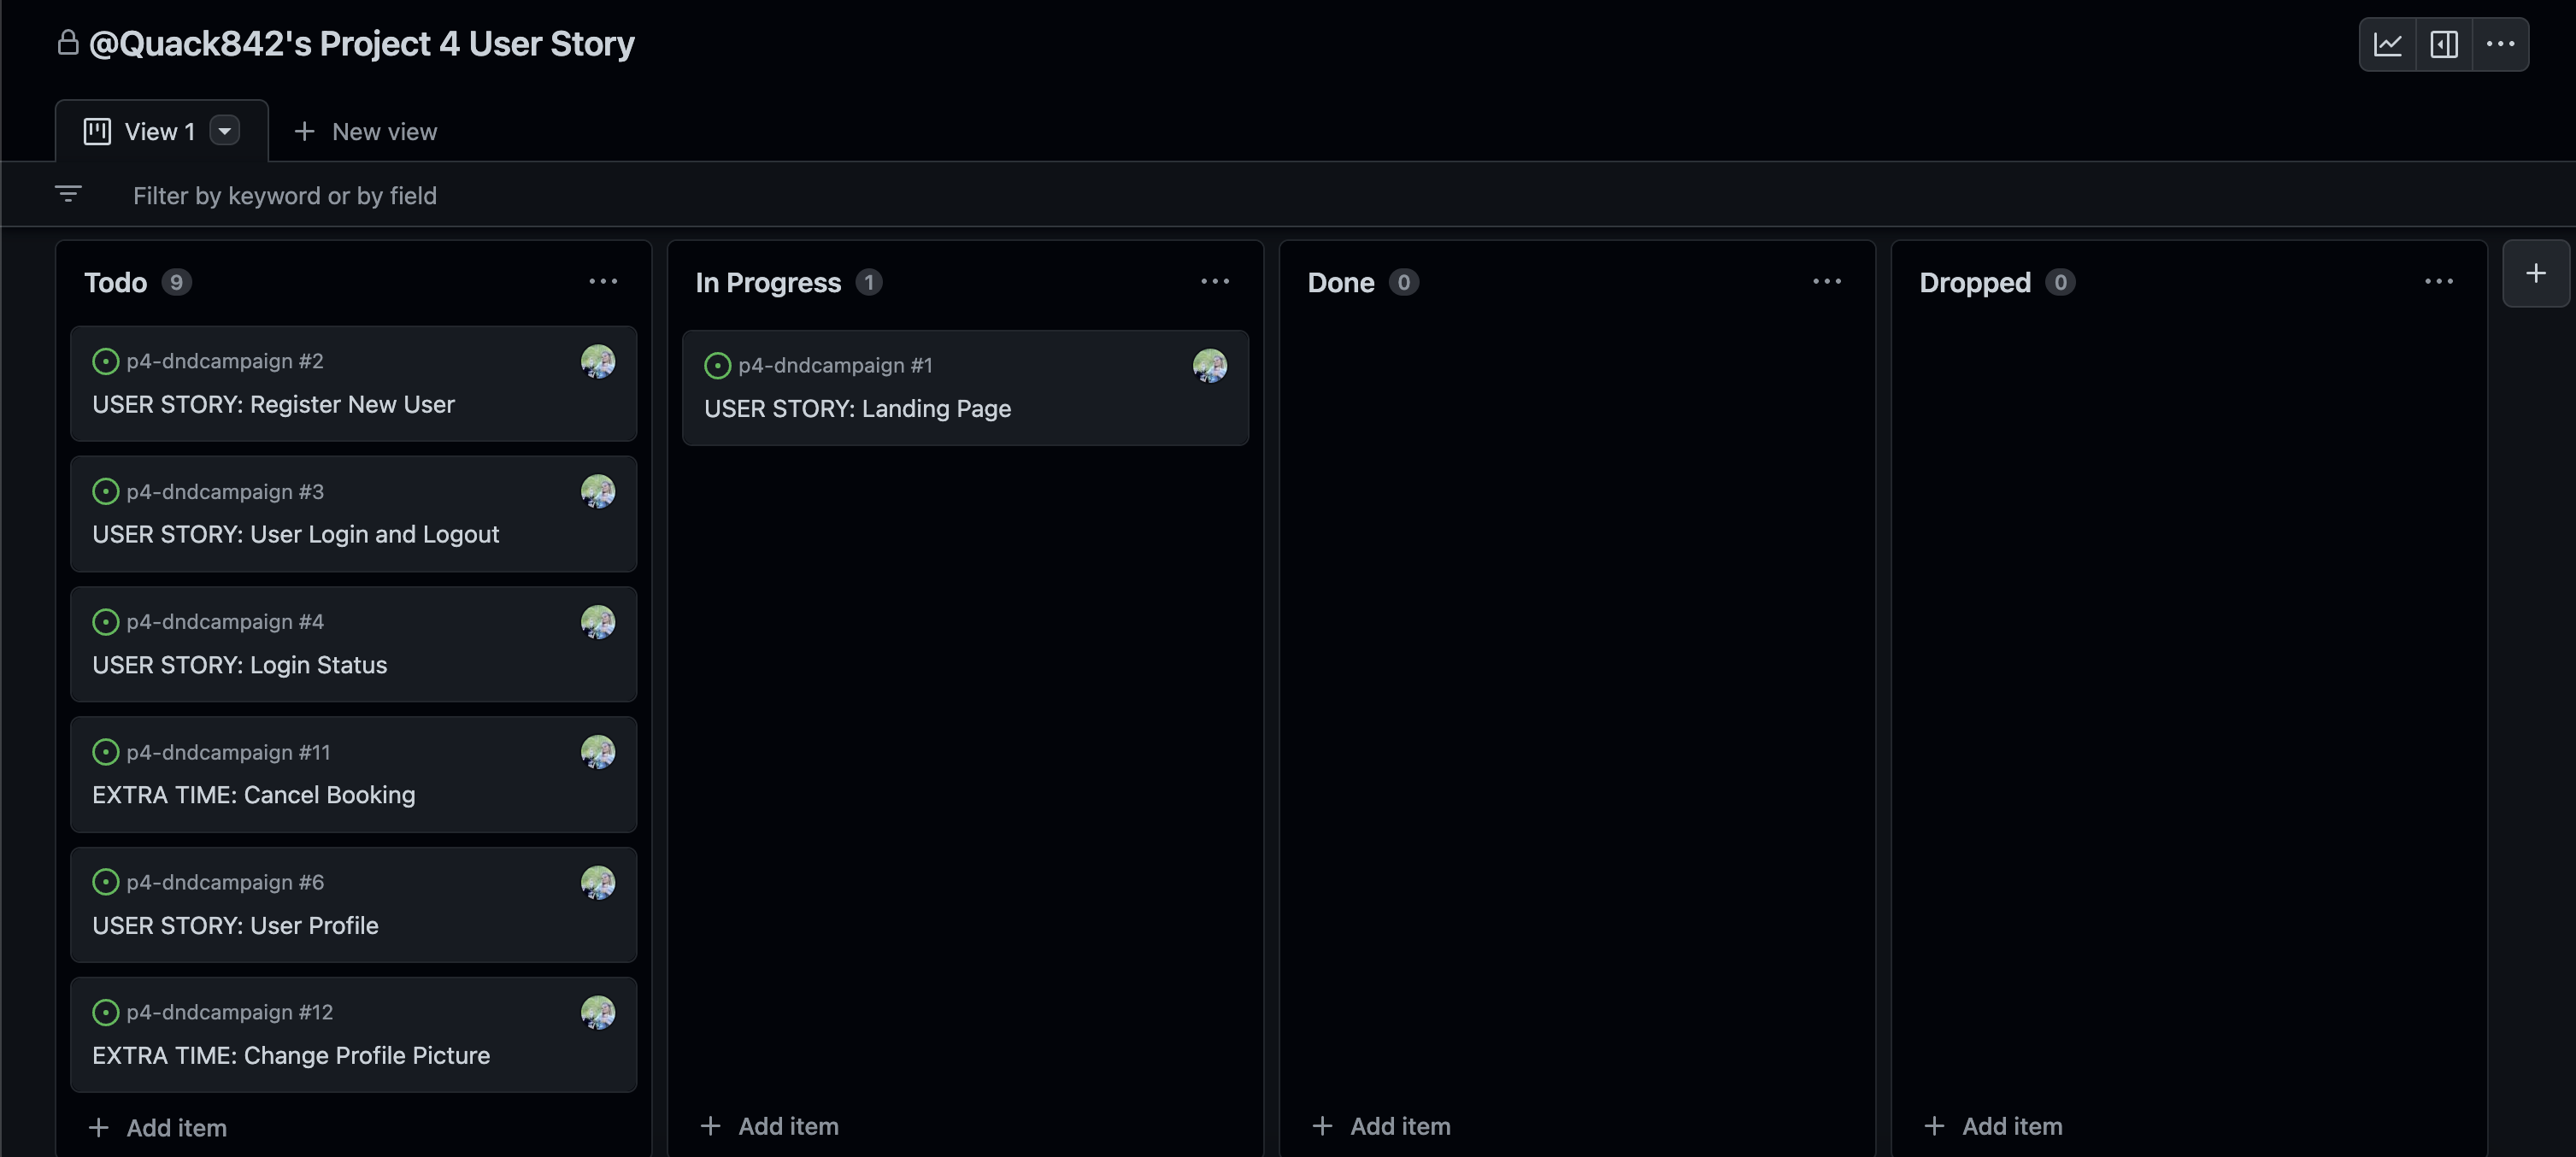 @Quack842's Project 4 User Story
View 1
New view
Filter by keyword or by field
Todo 9
p4-dndcampaign #2
USER STORY: Register New User
p4-dndcampaign #3
USER STORY: User Login and Logout
p4-dndcampaign #4
USER STORY: Login Status
p4-dndcampaign #11
EXTRA TIME: Cancel Booking
p4-dndcampaign #6
USER STORY: User Profile
p4-dndcampaign #12
EXTRA TIME: Change Profile Picture
Add item
In Progress 1
p4-dndcampaign #1
USER STORY: Landing Page
Add item
Done 0
Add item
Dropped 0
Add item